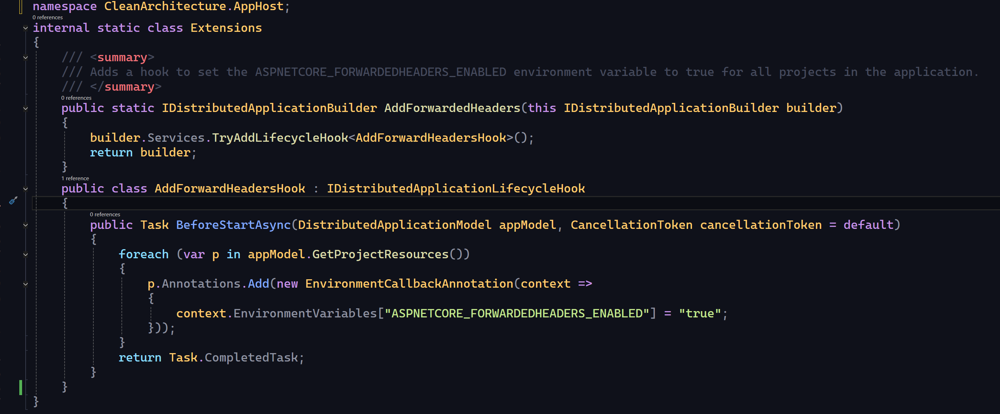 namespace CleanArchitecture.AppHost;
0 references
internal static class Extensions
{
/// <summary>
/// Adds a hook to set the ASPNETCORE_FORWARDEDHEADERS_ENABLED environment variable to true for all projects in the application.
/// </summary>
0 references
public static IDistributedApplicationBuilder AddForwardedHeaders(this IDistributedApplicationBuilder builder)
{
builder.Services.TryAddLifecycleHook<AddForwardHeadersHook>();
return builder;
}
1 reference
public class AddForwardHeadersHook : IDistributedApplicationLifecycleHook
{
0 references
public Task BeforeStartAsync(DistributedApplicationModel appModel, CancellationToken cancellationToken = default)
{
foreach (var p in appModel.GetProjectResources())
{
p.Annotations.Add(new EnvironmentCallbackAnnotation(context =>
{
context.EnvironmentVariables["ASPNETCORE_FORWARDEDHEADERS_ENABLED"] = "true";
}));
}
return Task.CompletedTask;
}
}
}